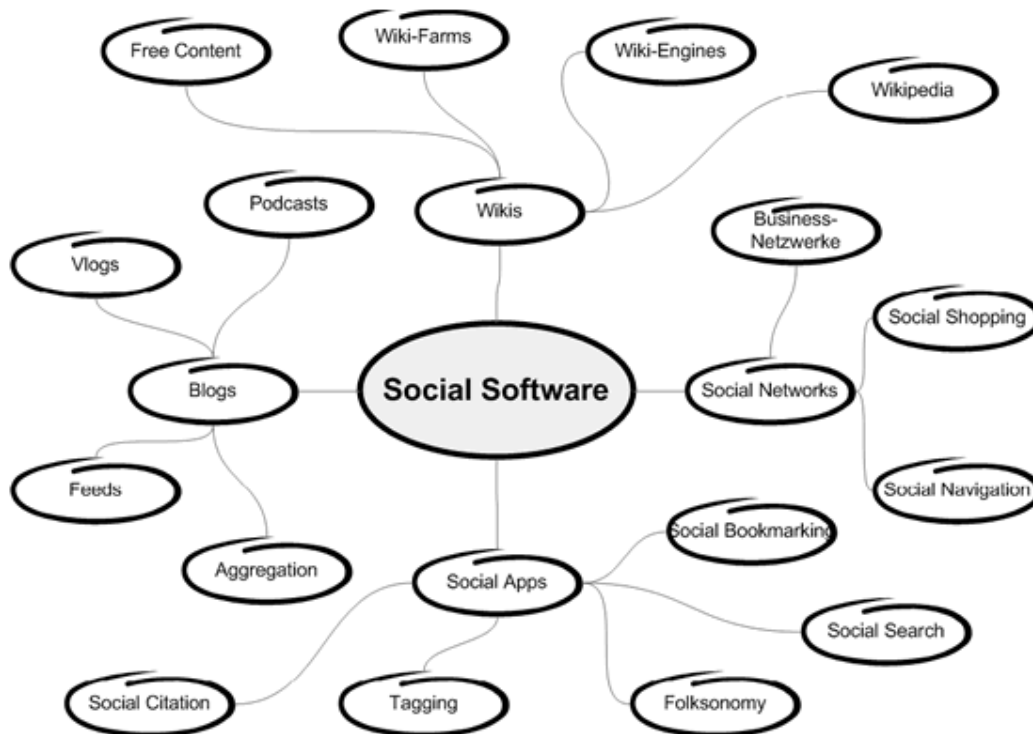 Free Content
Wiki-Farms
Wiki-Engines
Wikipedia
Podcasts
Wikis
Business-
Netzwerke
Vlogs
Social Shopping
Blogs
Social Software
Social Networks
Feeds
Social Navigation
Social Bookmarking
Aggregation
Social Apps
Social Search
Social Citation
Tagging
Folksonomy